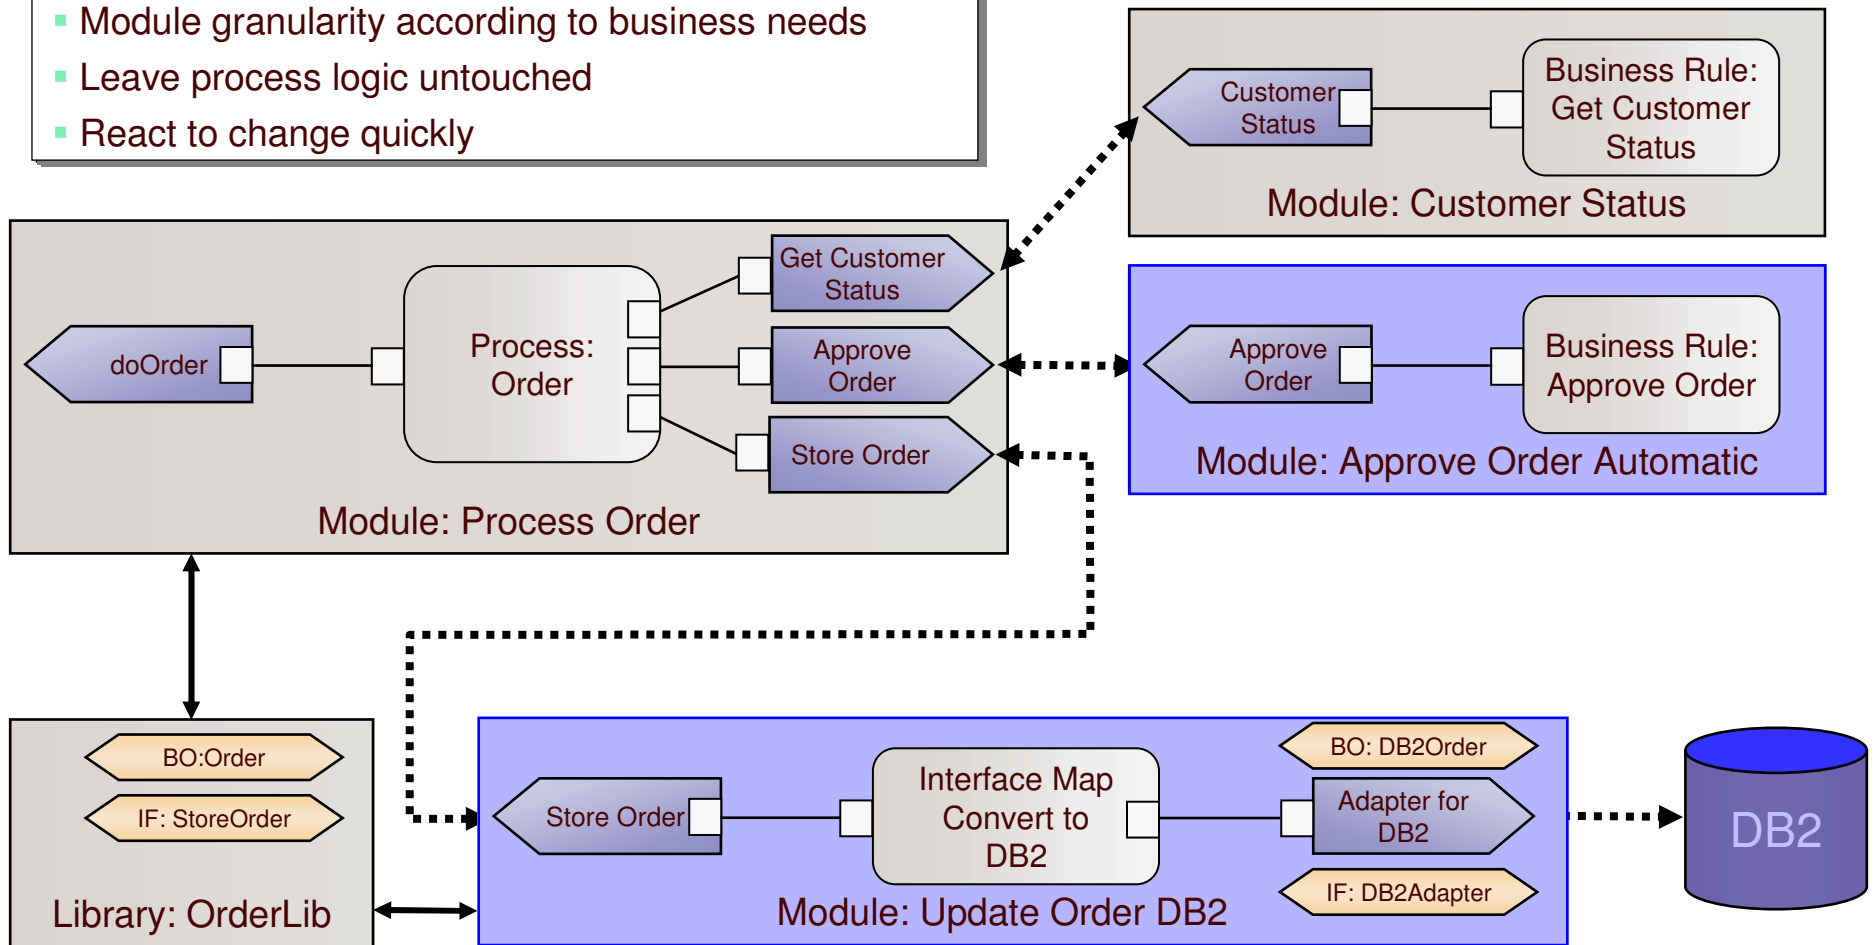 Module granularity according to business needs
Leave process logic untouched
React to change quickly
Customer
Status
Business Rule:
Get Customer
Status
Module: Customer Status
doOrder
Process:
Order
Get Customer
Status
Approve
Order
Store Order
Module: Process Order
Approve
Order
Business Rule:
Approve Order
Module: Approve Order Automatic
BO:Order
IF: StoreOrder
Library: OrderLib
Store Order
Interface Map
Convert to
DB2
BO: DB2Order
Adapter for
DB2
IF: DB2Adapter
Module: Update Order DB2
DB2